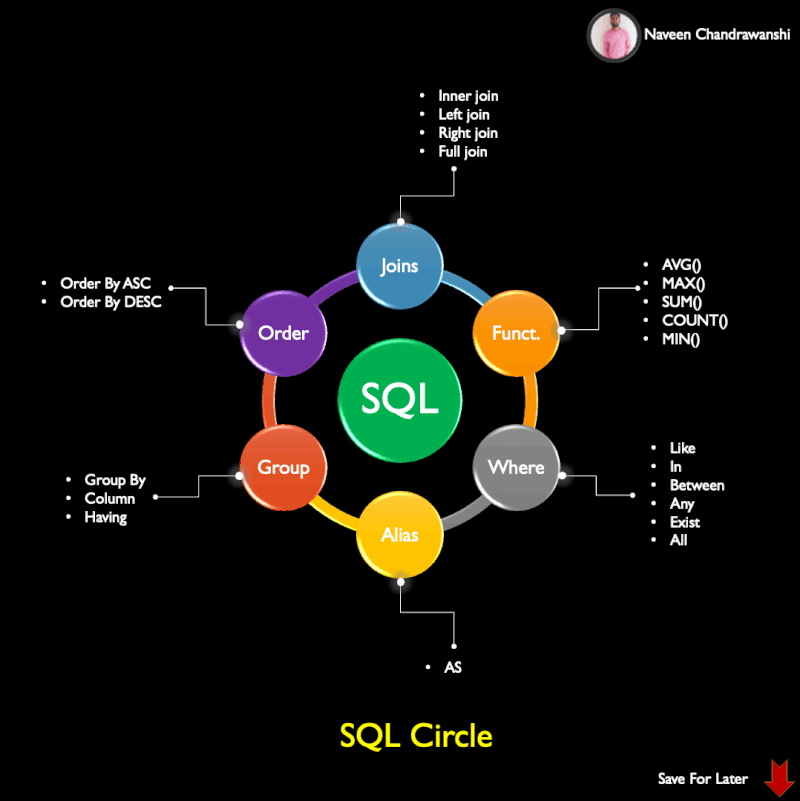 Naveen Chandrawanshi
• Inner join
• Left join
• Right join
• Full join
Joins
• Order By ASC
• Order By DESC
Order
Funct.
• AVG()
• MAX()
• SUM()
• COUNT()
• MIN()
SQL
Group
• Group By
• Column
• Having
Where
• Like
• In
• Between
• Any
• Exist
• All
Alias
• AS
SQL Circle
Save For Later